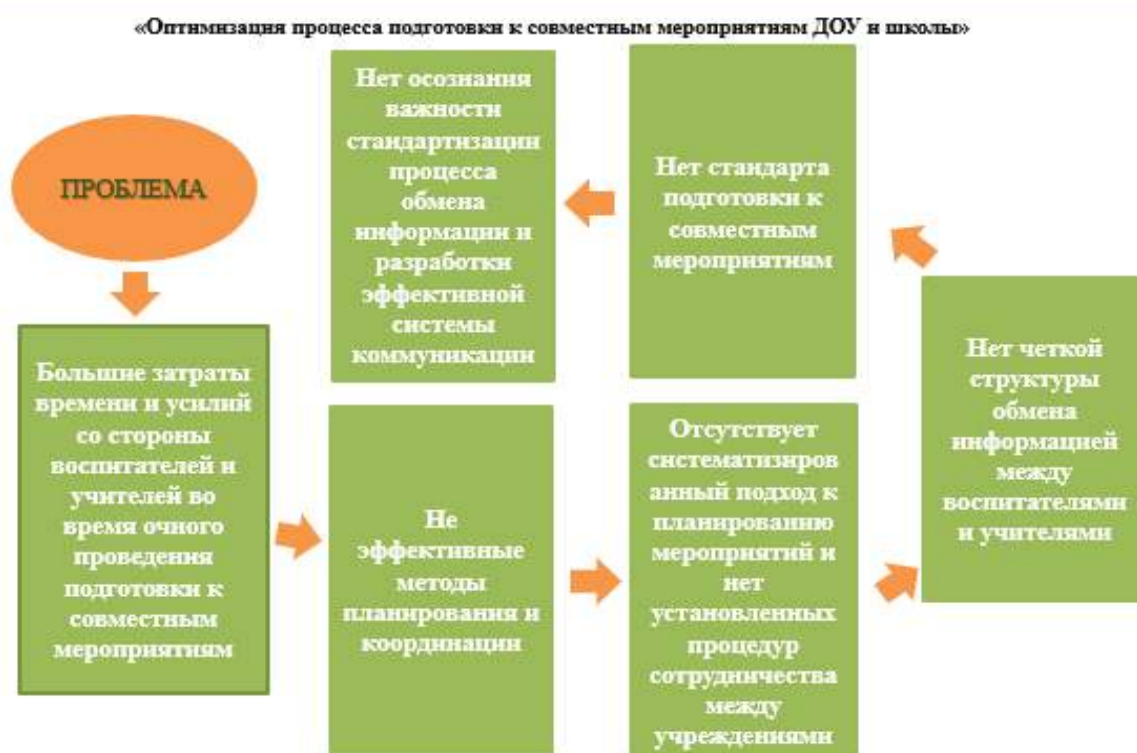 «Оптимизация процесса подготовки к совместным мероприятиям ДОУ и школы»
ПРОБЛЕМА
Большие затраты
времени и усилий
со стороны
воспитателей и
учителей во
время очного
проведения
подготовки к
совместным
мероприятиям
Не
эффективные
методы
планирования и
координации
Отсутствует
систематизиров
анный подход к
планированию
мероприятий и
нет
установленных
процедур
сотрудничества
между
учреждениями
Нет четкой
структуры
обмена
информацией
между
воспитателями
и учителями
Нет стандарта
подготовки к
совместным
мероприятиям
Нет осознания
важности
стандартизации
процесса
обмена
информации и
разработки
эффективной
системы
коммуникации